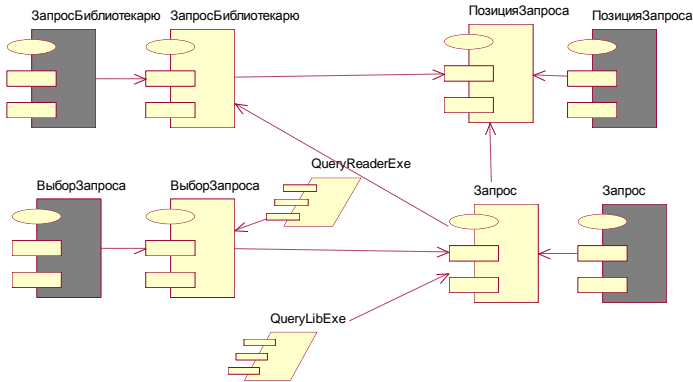 ЗапросБиблиотекарю
ЗапросБиблиотекарю
ПозицияЗапроса
ПозицияЗапроса
QueryReaderExe
ВыборЗапроса
ВыборЗапроса
Запрос
Запрос
QueryLibExe